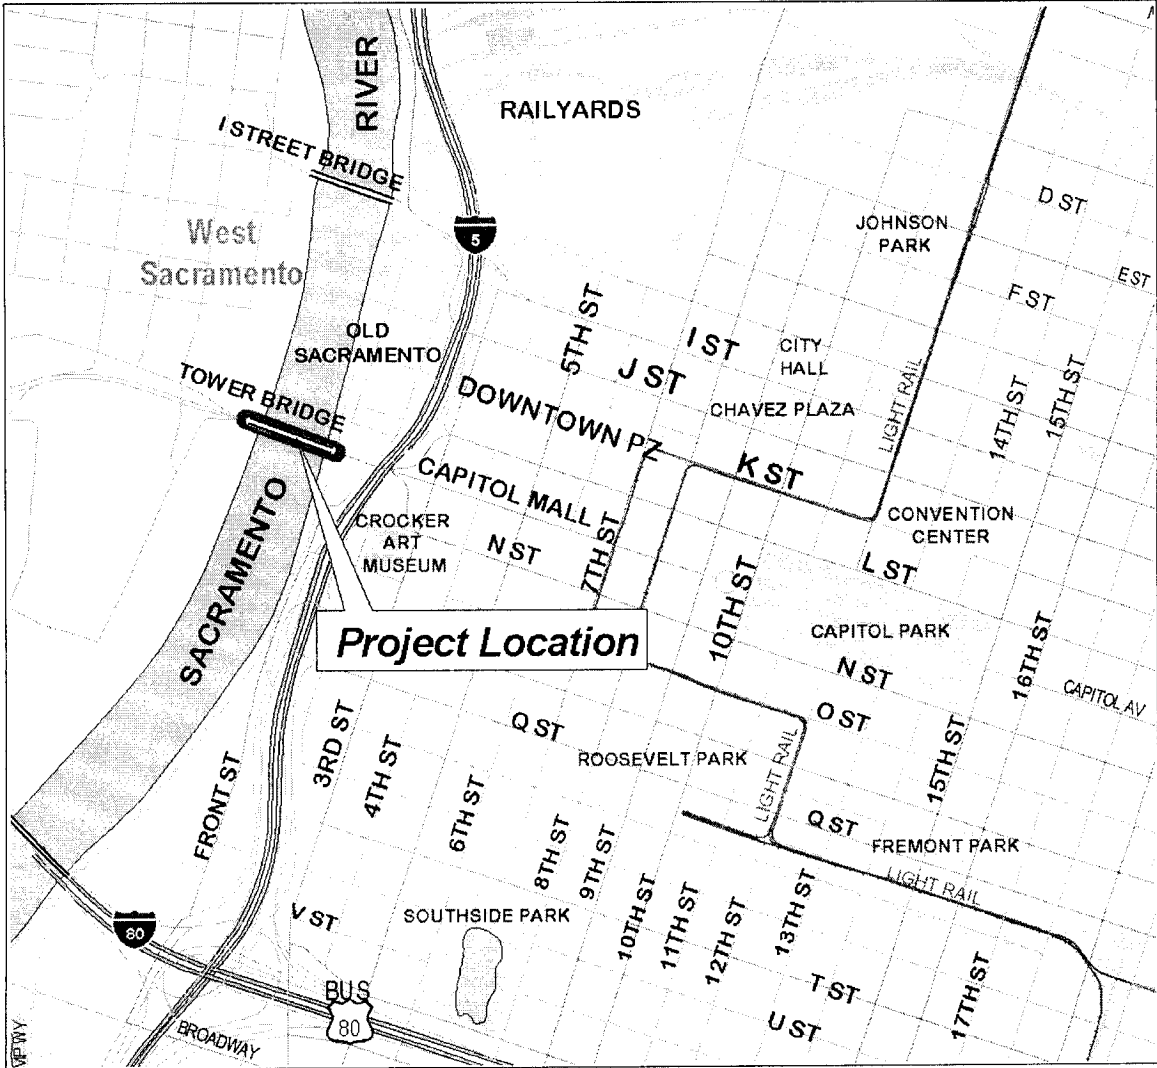 RIVER
I STREET BRIDGE
RAILYARDS
West
Sacramento
5
JOHNSON
PARK
D ST
E ST
F ST
OLD
SACRAMENTO
5TH ST
I ST
J ST
CITY
HALL
CHAVEZ PLAZA
LIGHT RAIL
14TH ST
15TH ST
TOWER BRIDGE
DOWNTOWN PZ
K ST
CAPITOL MALL
CONVENTION
CENTER
SACRAMENTO
CROCKER
ART
MUSEUM
N ST
7TH ST
L ST
10TH ST
Project Location
CAPITOL PARK
N ST
16TH ST
CAPITOL AV
O ST
3RD ST
4TH ST
Q ST
ROOSEVELT PARK
LIGHT RAIL
15TH ST
FRONT ST
6TH ST
8TH ST
9TH ST
Q ST
FREMONT PARK
LIGHT RAIL
80
V ST
SOUTHSIDE PARK
10TH ST
11TH ST
12TH ST
13TH ST
T ST
U ST
17TH ST
BUS
80
BROADWAY